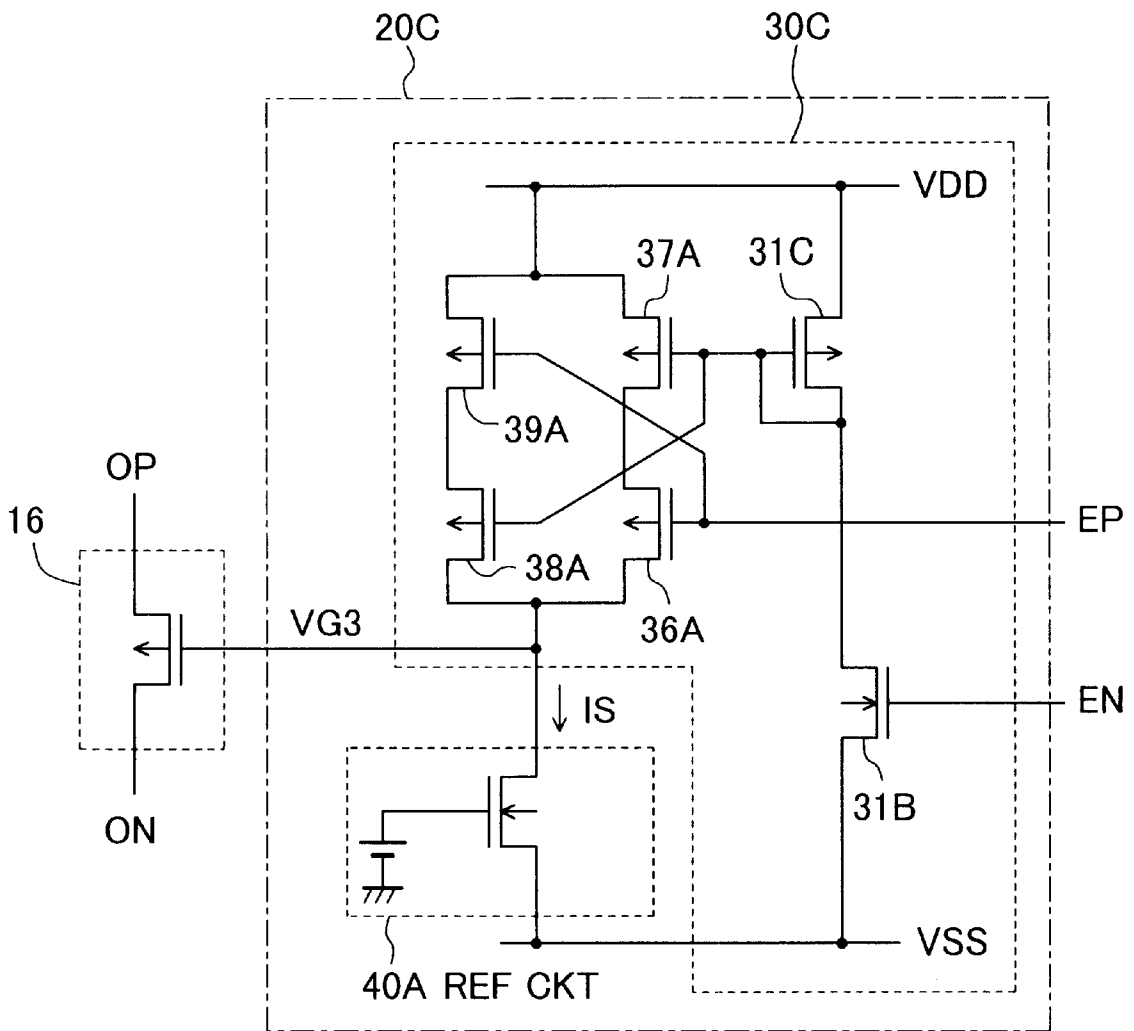 20C
30C
VDD
37A
31C
39A
OP
16
EP
38A
36A
VG3
IS
EN
31B
ON
VSS
40A REF CKT